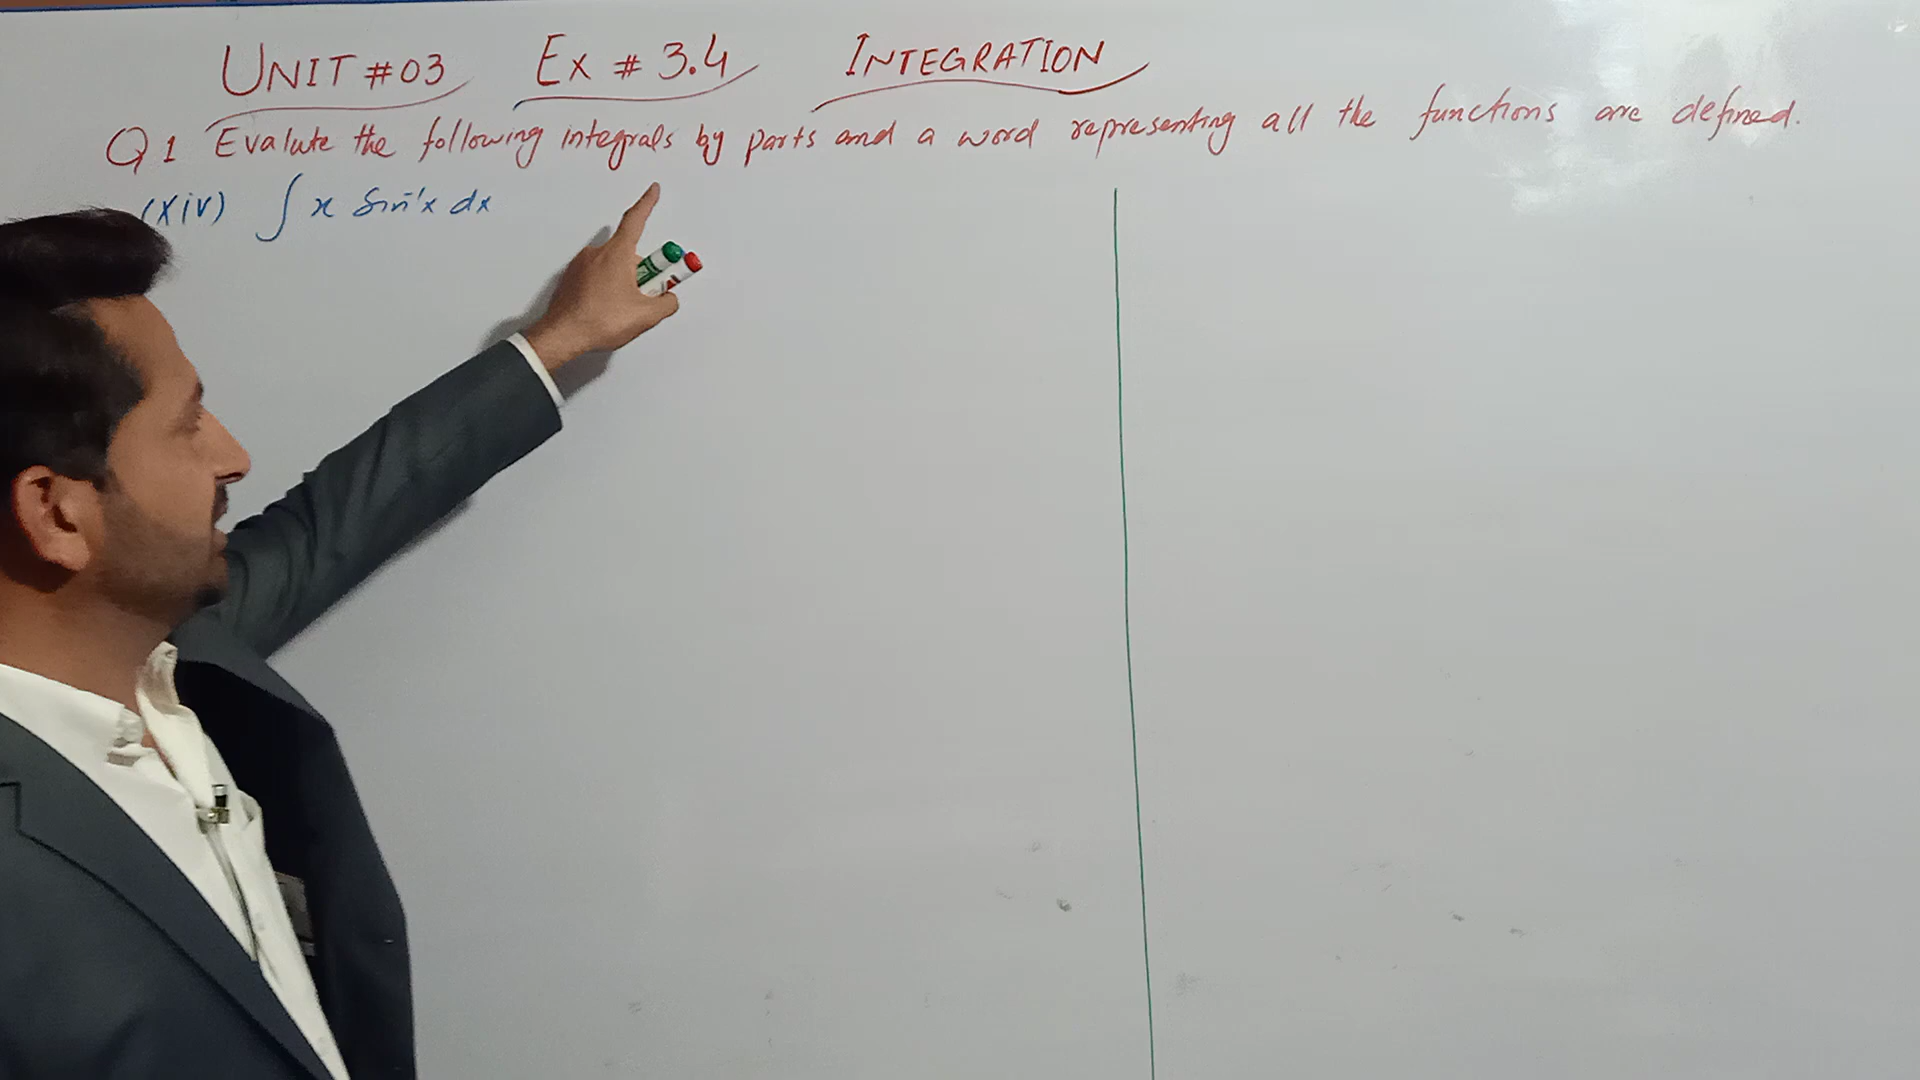 UNIT #03 EX # 3.4 INTEGRATION
Q1 Evalute the following integrals by parts and a word representing all the functions are defined.
(xiv) ∫ x Sin⁻¹x dx